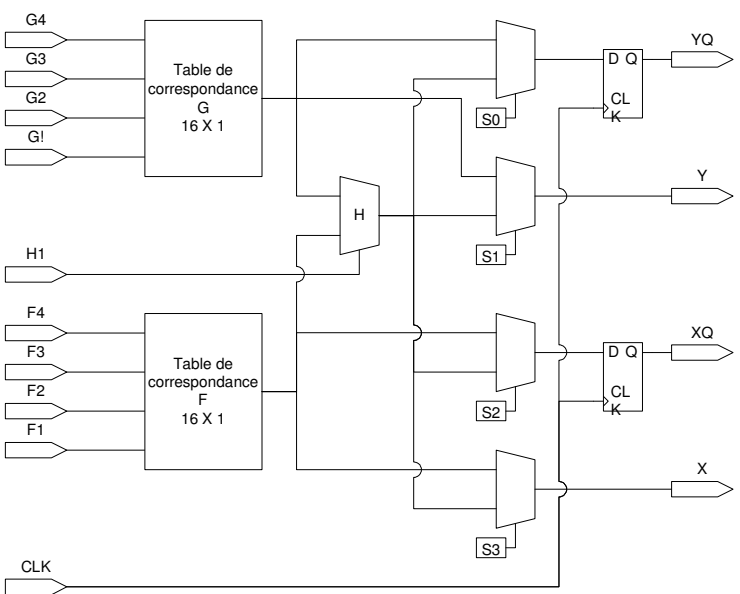 G4
G3
G2
G!
Table de
correspondance
G
16 X 1
H1
H
F4
F3
F2
F1
Table de
correspondance
F
16 X 1
CLK
S0
S1
S2
S3
D Q
CL
K
D Q
CL
K
YQ
Y
XQ
X